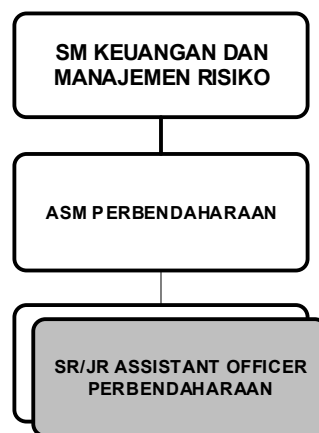 SM KEUANGAN DAN
MANAJEMEN RISIKO
ASM PERBENDAHARAAN
SR/JR ASSISTANT OFFICER
PERBENDAHARAAN